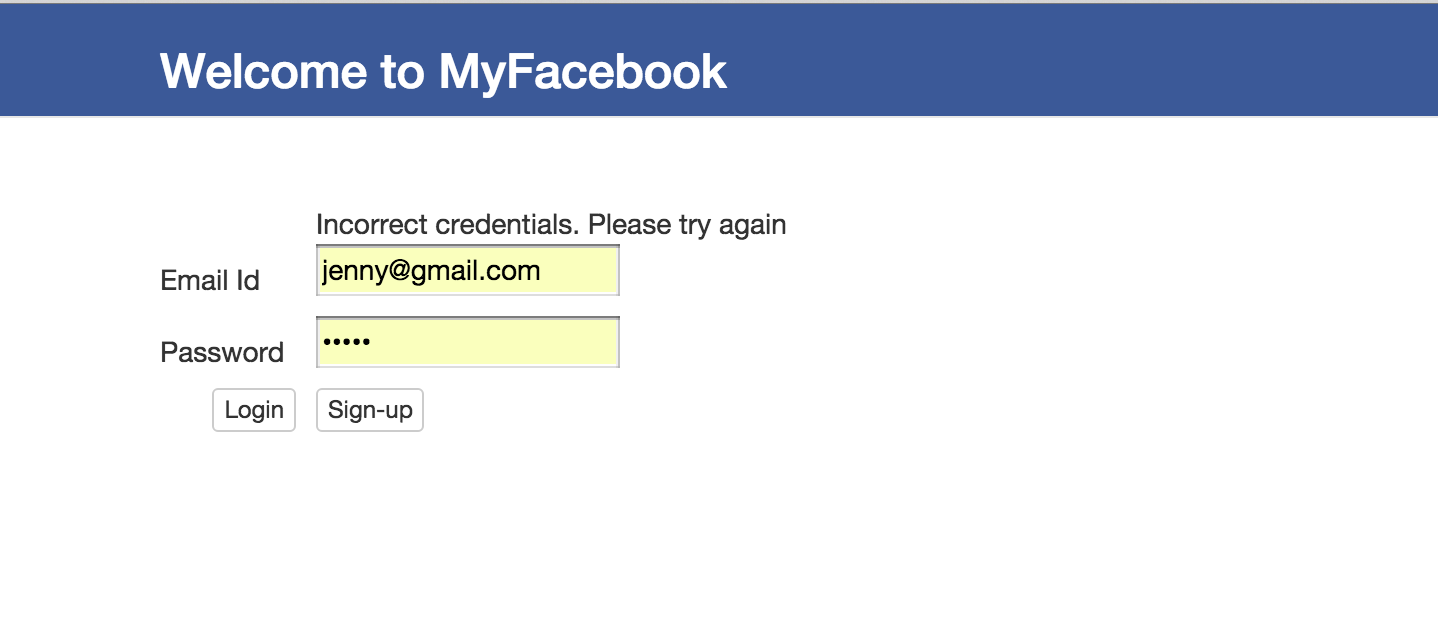 Welcome to MyFacebook
Incorrect credentials. Please try again
Email Id jenny@gmail.com
Password •••••
Login Sign-up